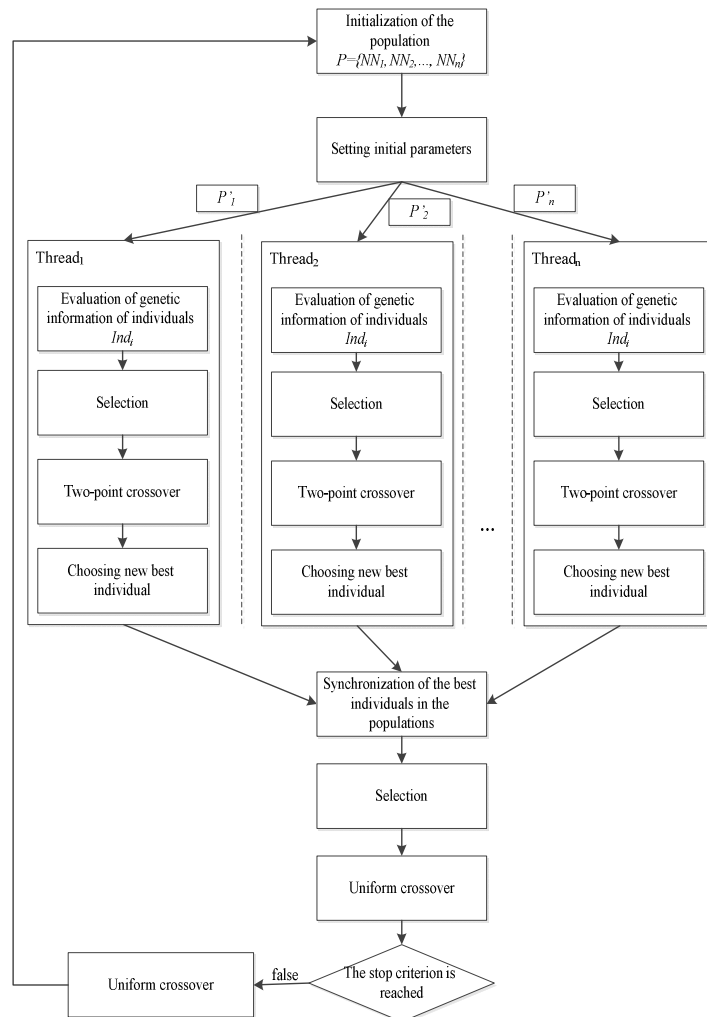 Initialization of the
population
P={NN1, NN2,..., NNn}
Setting initial parameters
P'1
P'2
P'n
Thread1
Evaluation of genetic
information of individuals
Indi
Selection
Two-point crossover
Choosing new best
individual
Thread2
Evaluation of genetic
information of individuals
Indi
Selection
Two-point crossover
Choosing new best
individual
...
Threadn
Evaluation of genetic
information of individuals
Indi
Selection
Two-point crossover
Choosing new best
individual
Synchronization of the best
individuals in the
populations
Selection
Uniform crossover
The stop criterion is
reached
false
Uniform crossover